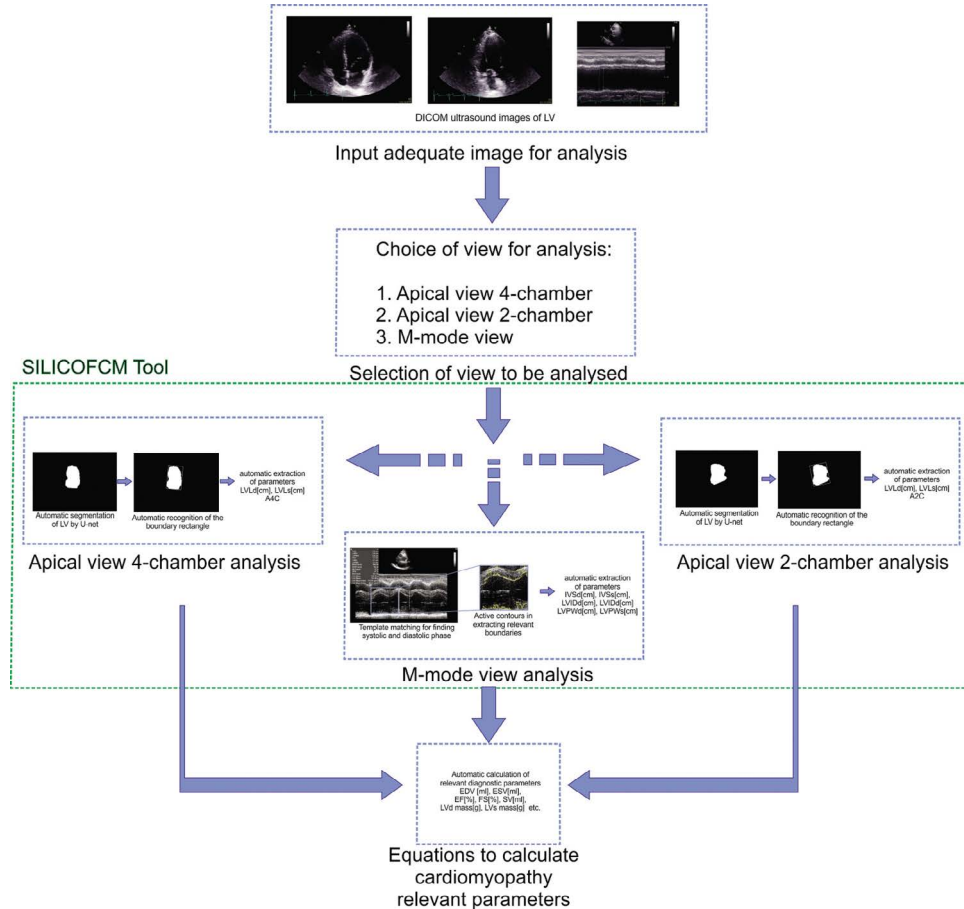 DICOM ultrasound images of LV
Input adequate image for analysis
Choice of view for analysis:
1. Apical view 4-chamber
2. Apical view 2-chamber
3. M-mode view
Selection of view to be analysed
SILICOFCM Tool
Automatic segmentation
of LV by U-net
Automatic recognition of the
boundary rectangle
automatic extraction
of parameters
LVLd[cm], LVLs[cm]
A4C
Apical view 4-chamber analysis
Template matching for finding
systolic and diastolic phase
Active contours in
extracting relevant
boundaries
automatic extraction
of parameters
IVSd[cm] IVSs[cm]
LVIDd[cm] LVIDd[cm]
LVPWd[cm] LVPWs[cm]
M-mode view analysis
Automatic segmentation
of LV by U-net
Automatic recognition of the
boundary rectangle
automatic extraction
of parameters
LVLd[cm], LVLs[cm]
A2C
Apical view 2-chamber analysis
Automatic calculation of
relevant diagnostic parameters
EDV [ml], ESV[ml],
EF[%], FS[%], SV[ml],
LVd mass[g], LVs mass[g] etc.
Equations to calculate
cardiomyopathy
relevant parameters